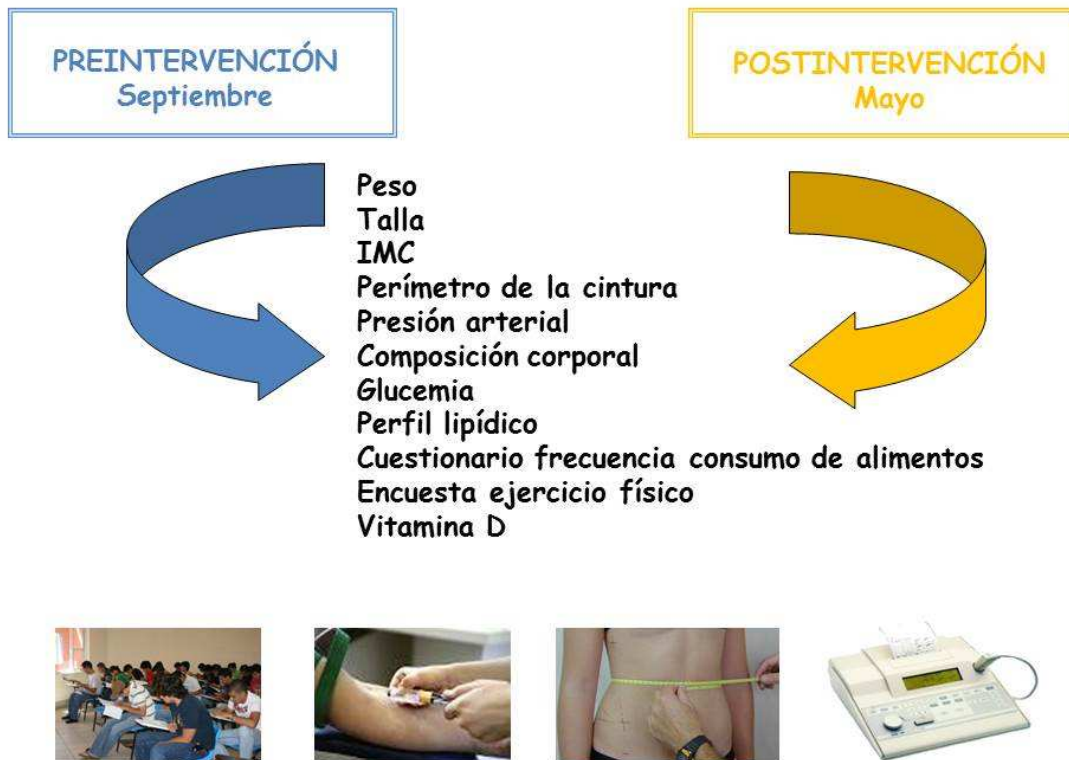 PREINTERVENCIÓN
Septiembre
POSTINTERVENCIÓN
Mayo
Peso
Talla
IMC
Perímetro de la cintura
Presión arterial
Composición corporal
Glucemia
Perfil lipídico
Cuestionario frecuencia consumo de alimentos
Encuesta ejercicio físico
Vitamina D